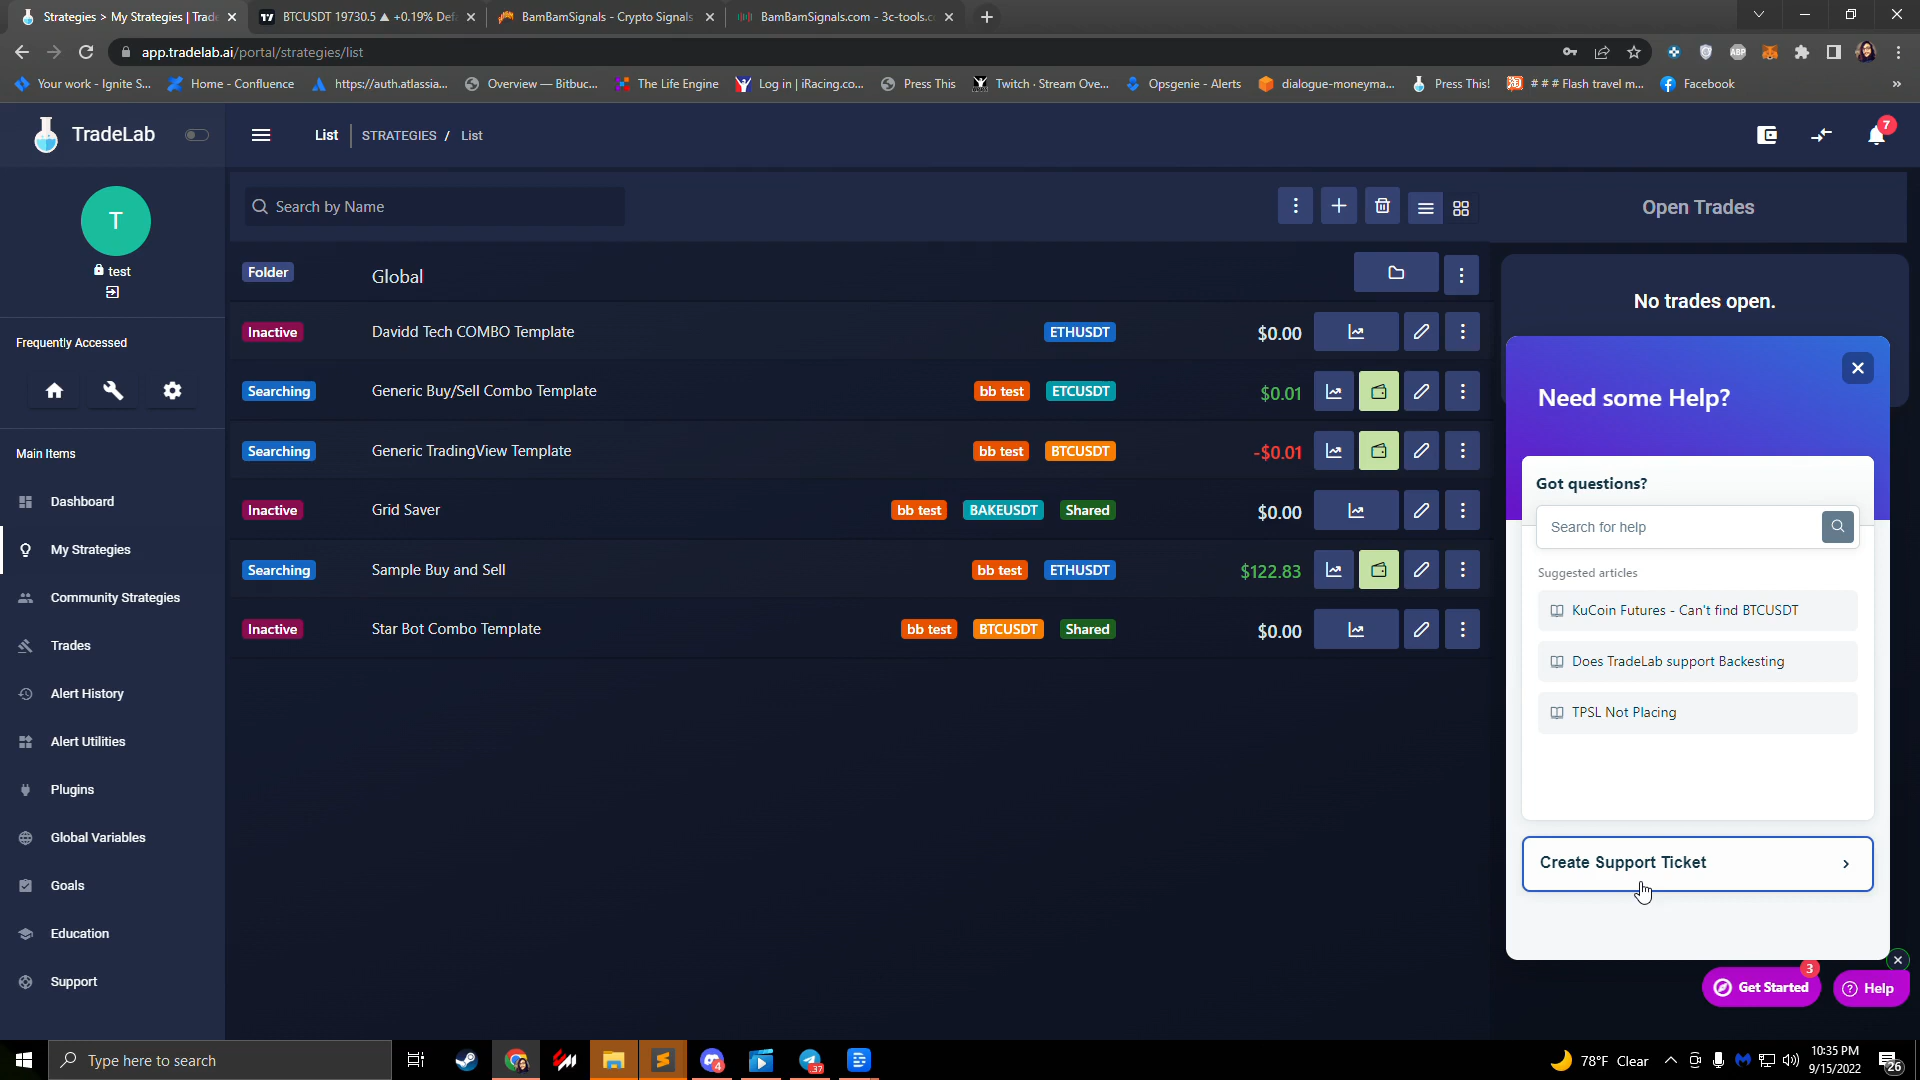 Strategies > My Strategies | Trade
BTCUSDT 19730.5 ▲ +0.19% Def
BamBamSignals - Crypto Signals
BamBamSignals.com - 3c-tools.c
app.tradelab.ai/portal/strategies/list
Your work - Ignite S...
Home - Confluence
https://auth.atlassia...
Overview — Bitbuc...
The Life Engine
Log in | iRacing.co...
Press This
Twitch · Stream Ove...
Opsgenie - Alerts
dialogue-moneyma...
Press This!
# # # Flash travel m...
Facebook
»
TradeLab
List
STRATEGIES / List
7
T
test
Frequently Accessed
Main Items
Dashboard
My Strategies
Community Strategies
Trades
Alert History
Alert Utilities
Plugins
Global Variables
Goals
Education
Support
Search by Name
Folder Global
Inactive Davidd Tech COMBO Template ETHUSDT $0.00
Searching Generic Buy/Sell Combo Template bb test ETCUSDT $0.01
Searching Generic TradingView Template bb test BTCUSDT -$0.01
Inactive Grid Saver bb test BAKEUSDT Shared $0.00
Searching Sample Buy and Sell bb test ETHUSDT $122.83
Inactive Star Bot Combo Template bb test BTCUSDT Shared $0.00
Open Trades
No trades open.
Need some Help?
Got questions?
Search for help
Suggested articles
KuCoin Futures - Can't find BTCUSDT
Does TradeLab support Backesting
TPSL Not Placing
Create Support Ticket
3
Get Started
Help
Type here to search
4
37
78°F Clear
10:35 PM
9/15/2022
26